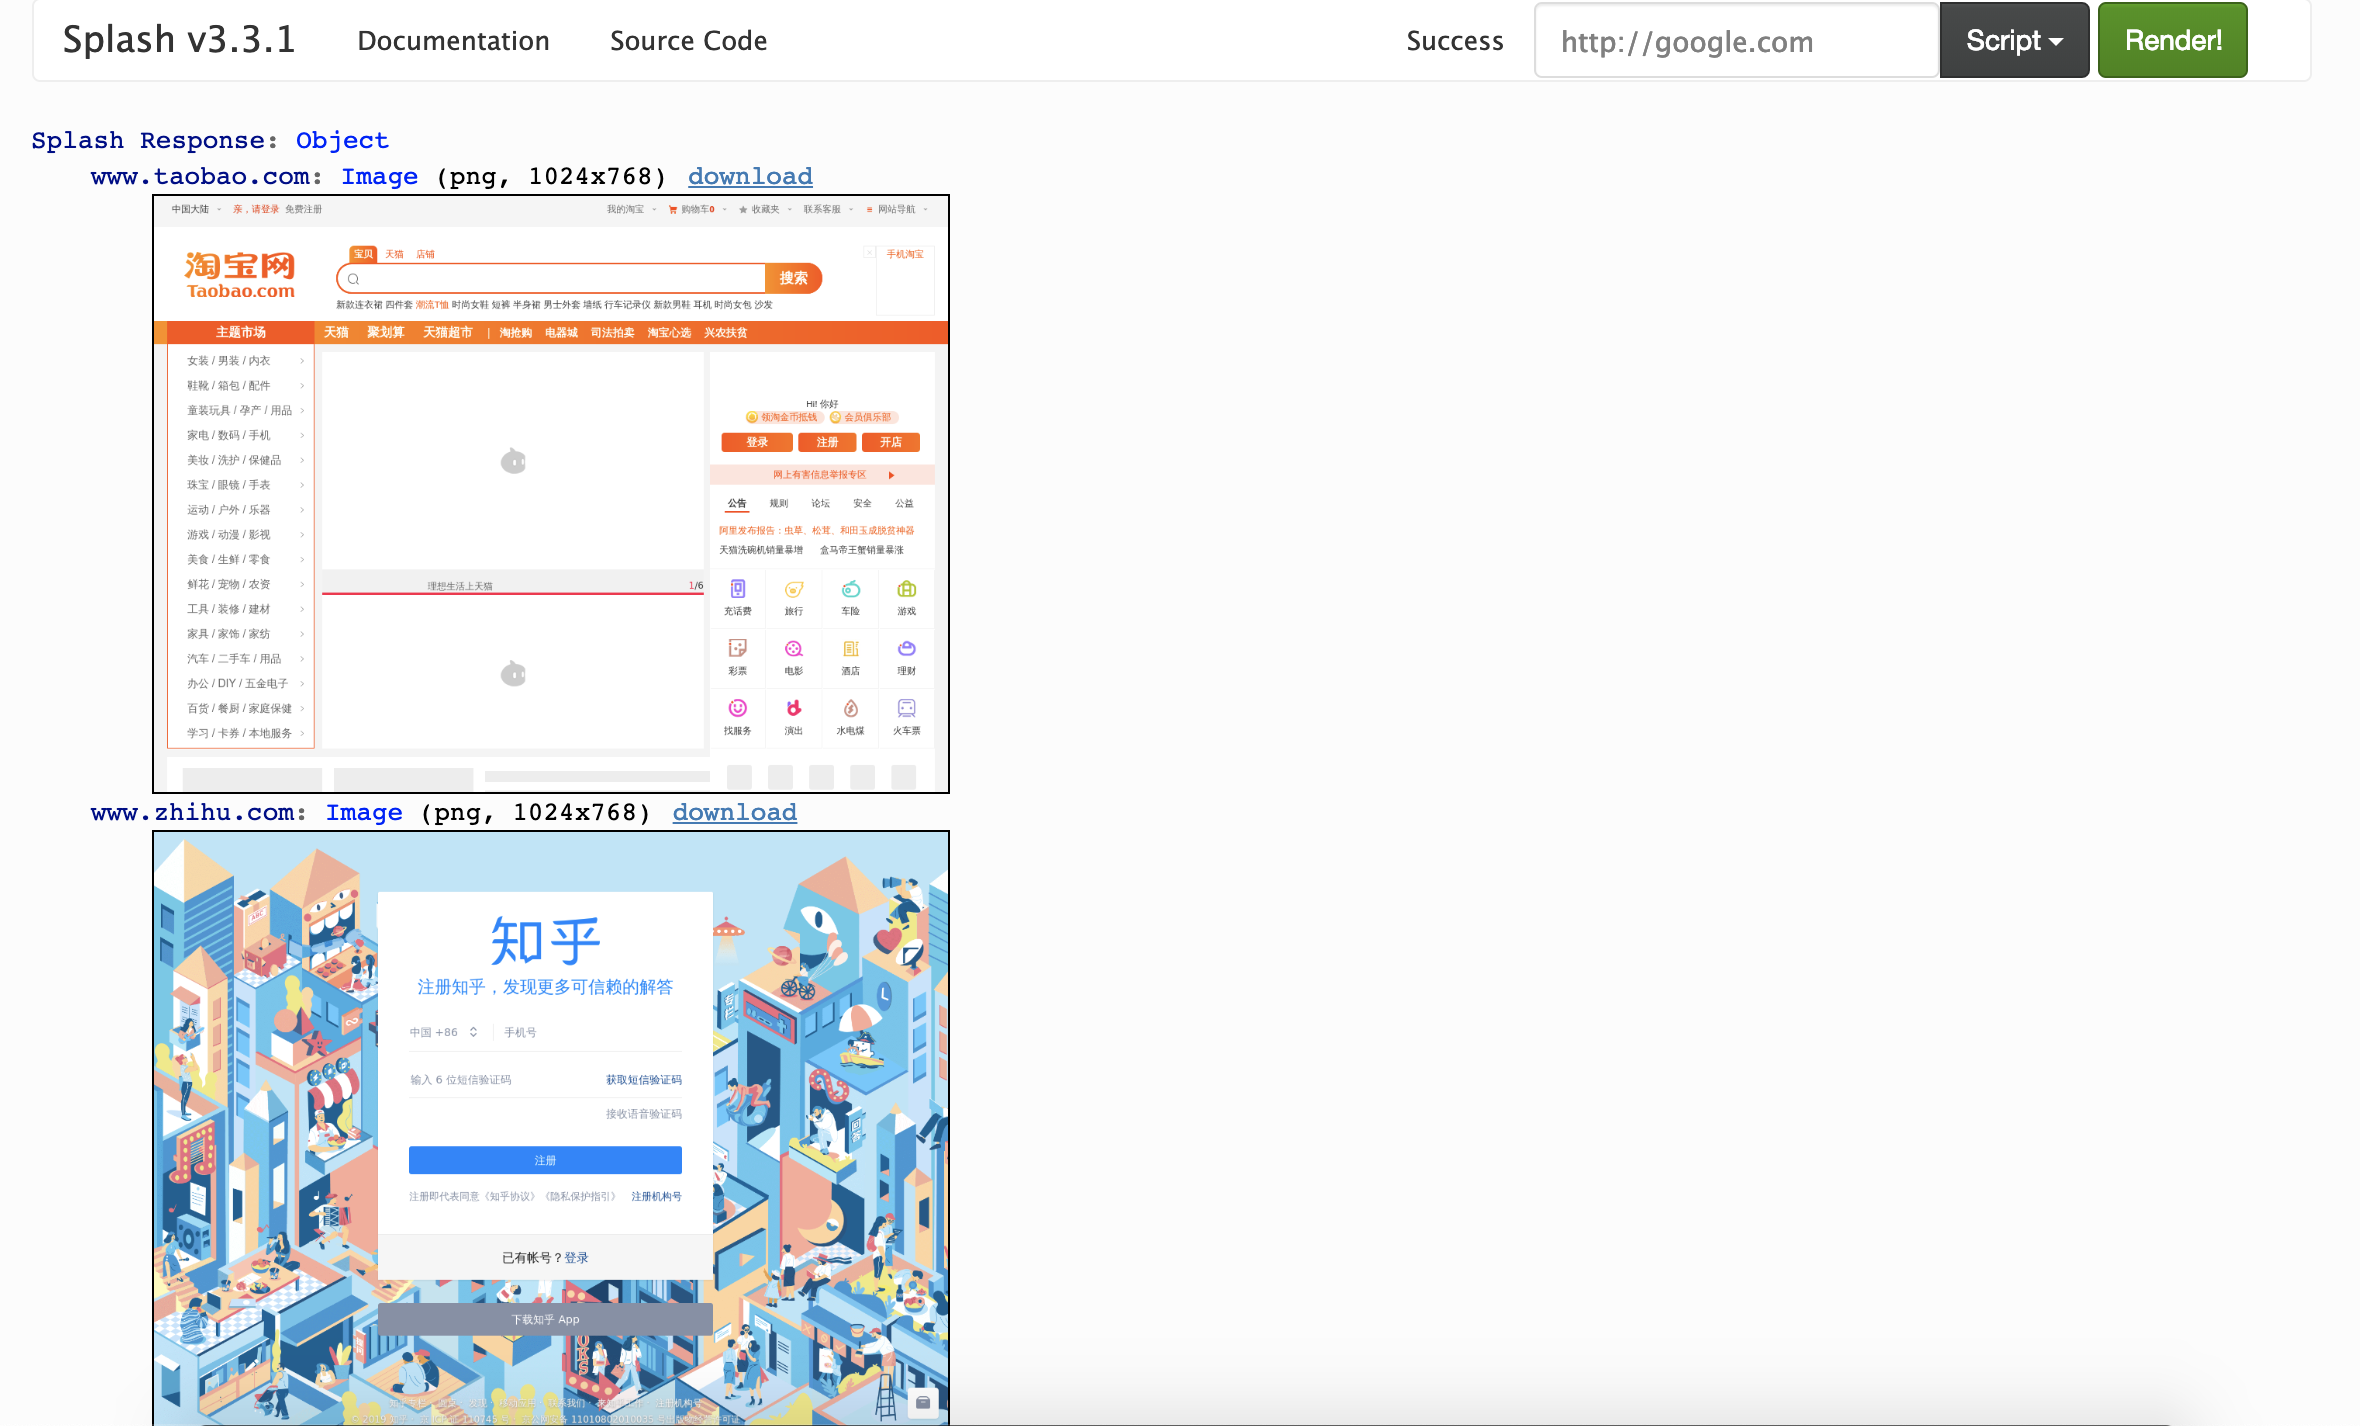 Splash v3.3.1 Documentation Source Code Success http://google.com Script Render!
Splash Response: Object
www.taobao.com: Image (png, 1024x768) download
中国大陆 亲，请登录 免费注册 我的淘宝 购物车0 收藏夹 联系客服 网站导航
宝贝 天猫 店铺 手机淘宝
淘宝网
Taobao.com
搜索
新款连衣裙 四件套 潮流T恤 时尚女鞋 短裤 半身裙 男士外套 墙纸 行车记录仪 新款男鞋 耳机 时尚女包 沙发
主题市场 天猫 聚划算 天猫超市 | 淘抢购 电器城 司法拍卖 淘宝心选 兴农扶贫
女装 / 男装 / 内衣
鞋靴 / 箱包 / 配件
童装玩具 / 孕产 / 用品
家电 / 数码 / 手机
美妆 / 洗护 / 保健品
珠宝 / 眼镜 / 手表
运动 / 户外 / 乐器
游戏 / 动漫 / 影视
美食 / 生鲜 / 零食
鲜花 / 宠物 / 农资
工具 / 装修 / 建材
家具 / 家饰 / 家纺
汽车 / 二手车 / 用品
办公 / DIY / 五金电子
百货 / 餐厨 / 家庭保健
学习 / 卡券 / 本地服务
理想生活上天猫 1/6
Hi! 你好
领淘金币抵钱 会员俱乐部
登录 注册 开店
网上有害信息举报专区
公告 规则 论坛 安全 公益
阿里发布报告：虫草、松茸、和田玉成脱贫神器
天猫洗碗机销量暴增 盒马帝王蟹销量暴涨
充话费 旅行 车险 游戏
彩票 电影 酒店 理财
找服务 演出 水电煤 火车票
www.zhihu.com: Image (png, 1024x768) download
知乎
注册知乎，发现更多可信赖的解答
中国 +86 手机号
输入 6 位短信验证码 获取短信验证码
接收语音验证码
注册
注册即代表同意《知乎协议》《隐私保护指引》 注册机构号
已有帐号？登录
下载知乎 App